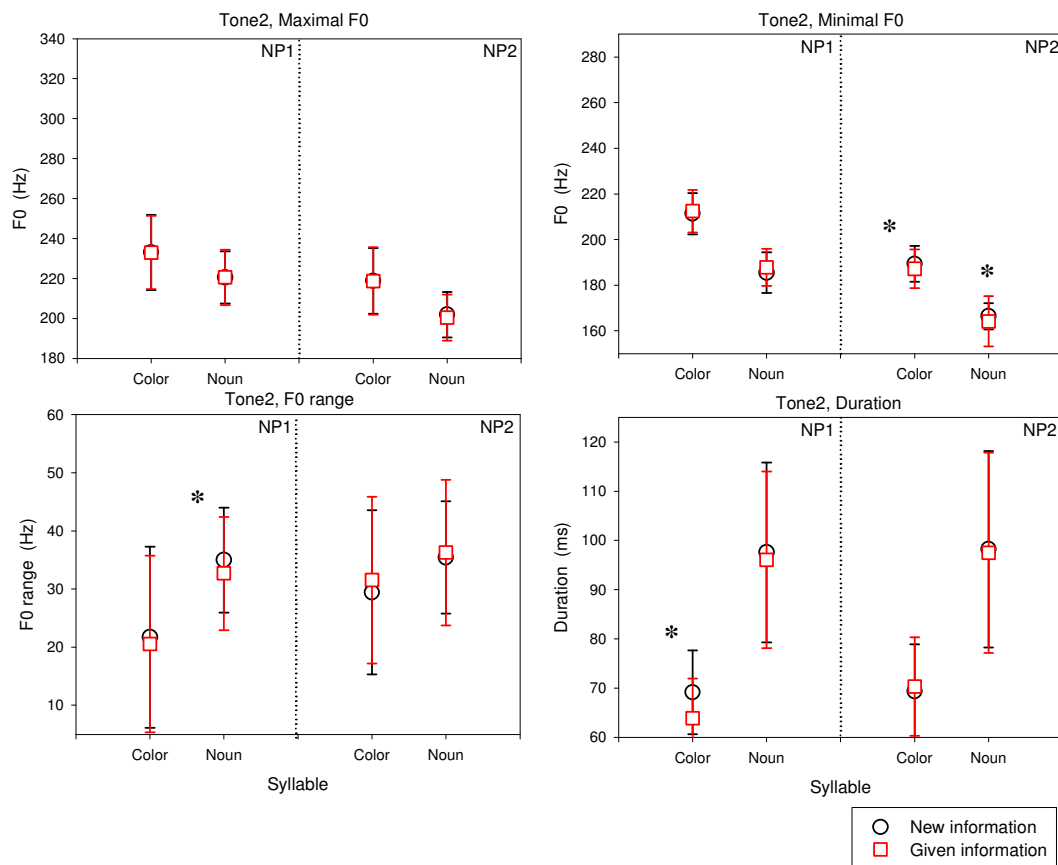 Tone2, Maximal F0
340
320
300
280
260
240
220
200
180
F0 (Hz)
NP1
NP2
Color
Noun
Color
Noun
Tone2, Minimal F0
280
260
240
220
200
180
160
F0 (Hz)
NP1
NP2
*
*
Color
Noun
Color
Noun
Tone2, F0 range
60
50
40
30
20
10
F0 range (Hz)
NP1
NP2
*
Color
Noun
Color
Noun
Syllable
Tone2, Duration
120
110
100
90
80
70
60
Duration (ms)
NP1
NP2
*
Color
Noun
Color
Noun
Syllable
New information
Given information